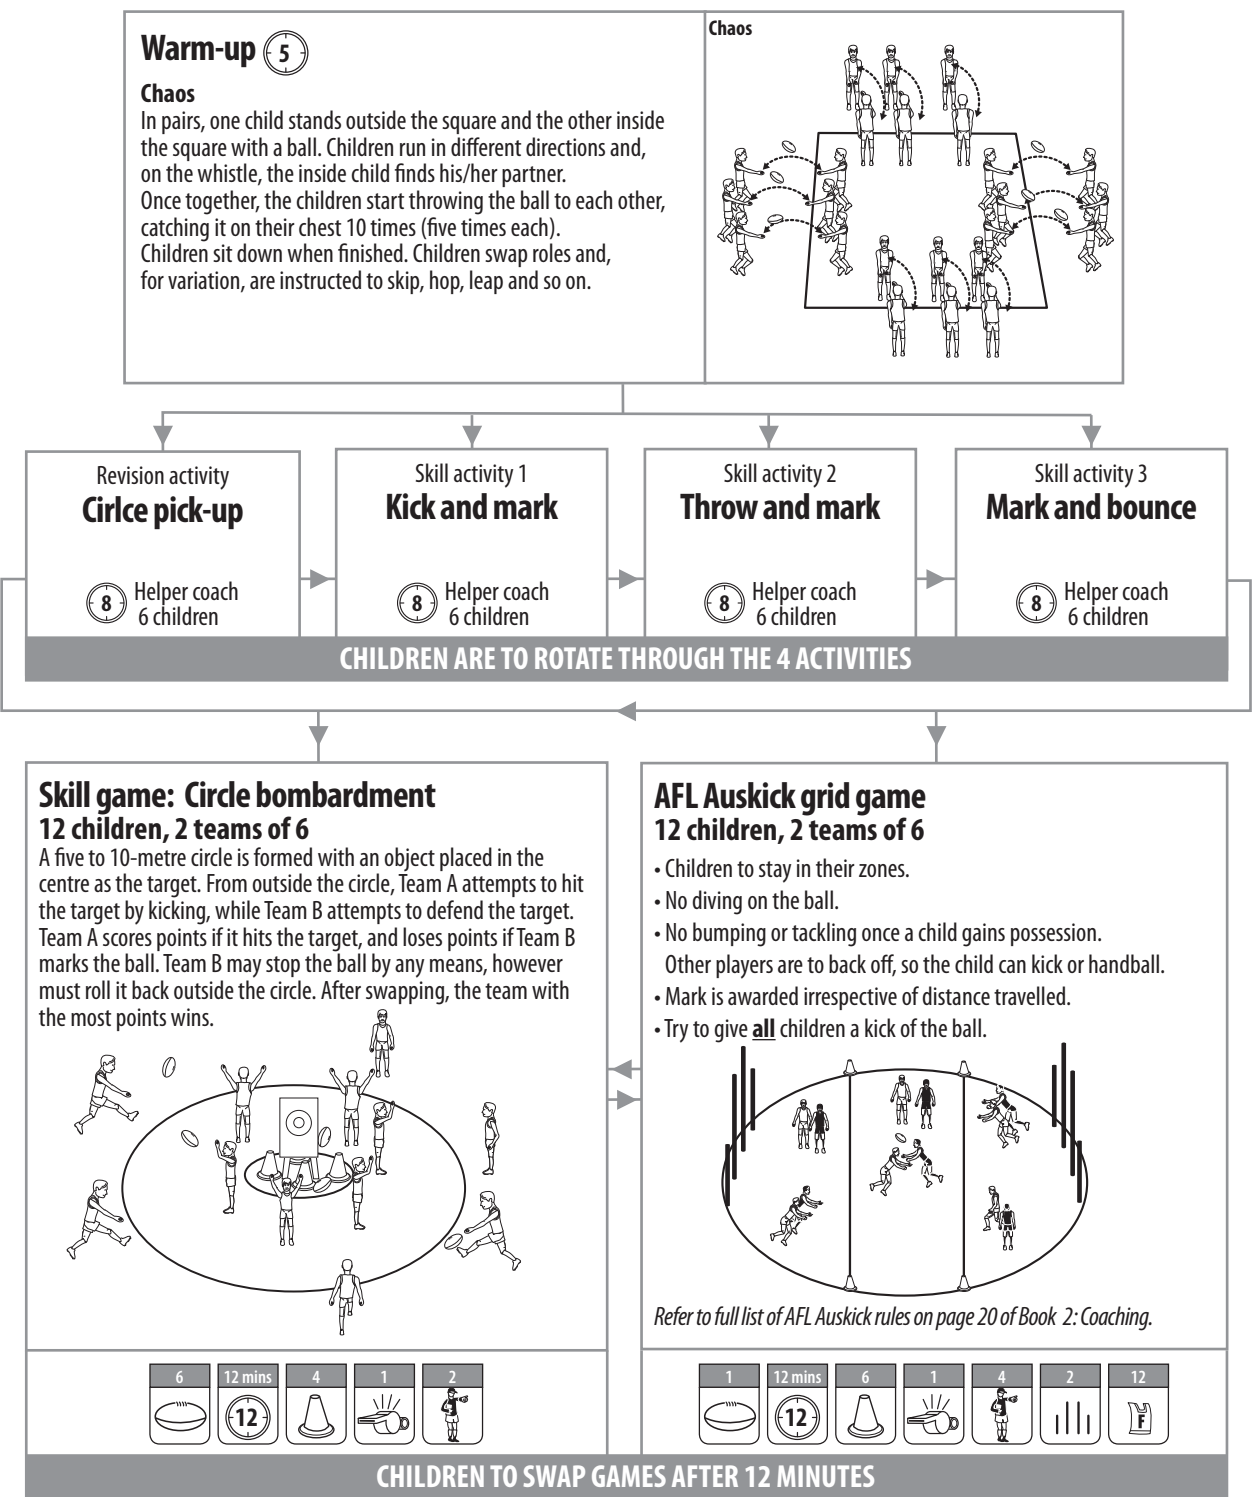 Warm-up 5
Chaos
In pairs, one child stands outside the square and the other inside
the square with a ball. Children run in different directions and,
on the whistle, the inside child finds his/her partner.
Once together, the children start throwing the ball to each other,
catching it on their chest 10 times (five times each).
Children sit down when finished. Children swap roles and,
for variation, are instructed to skip, hop, leap and so on.
Chaos
Revision activity
Cirlce pick-up
8 Helper coach
6 children
Skill activity 1
Kick and mark
8 Helper coach
6 children
Skill activity 2
Throw and mark
8 Helper coach
6 children
Skill activity 3
Mark and bounce
8 Helper coach
6 children
CHILDREN ARE TO ROTATE THROUGH THE 4 ACTIVITIES
Skill game: Circle bombardment
12 children, 2 teams of 6
A five to 10-metre circle is formed with an object placed in the
centre as the target. From outside the circle, Team A attempts to hit
the target by kicking, while Team B attempts to defend the target.
Team A scores points if it hits the target, and loses points if Team B
marks the ball. Team B may stop the ball by any means, however
must roll it back outside the circle. After swapping, the team with
the most points wins.
6 12 mins 4 1 2
12
AFL Auskick grid game
12 children, 2 teams of 6
• Children to stay in their zones.
• No diving on the ball.
• No bumping or tackling once a child gains possession.
Other players are to back off, so the child can kick or handball.
• Mark is awarded irrespective of distance travelled.
• Try to give all children a kick of the ball.
Refer to full list of AFL Auskick rules on page 20 of Book 2: Coaching.
1 12 mins 6 1 4 2 12
12 F
CHILDREN TO SWAP GAMES AFTER 12 MINUTES